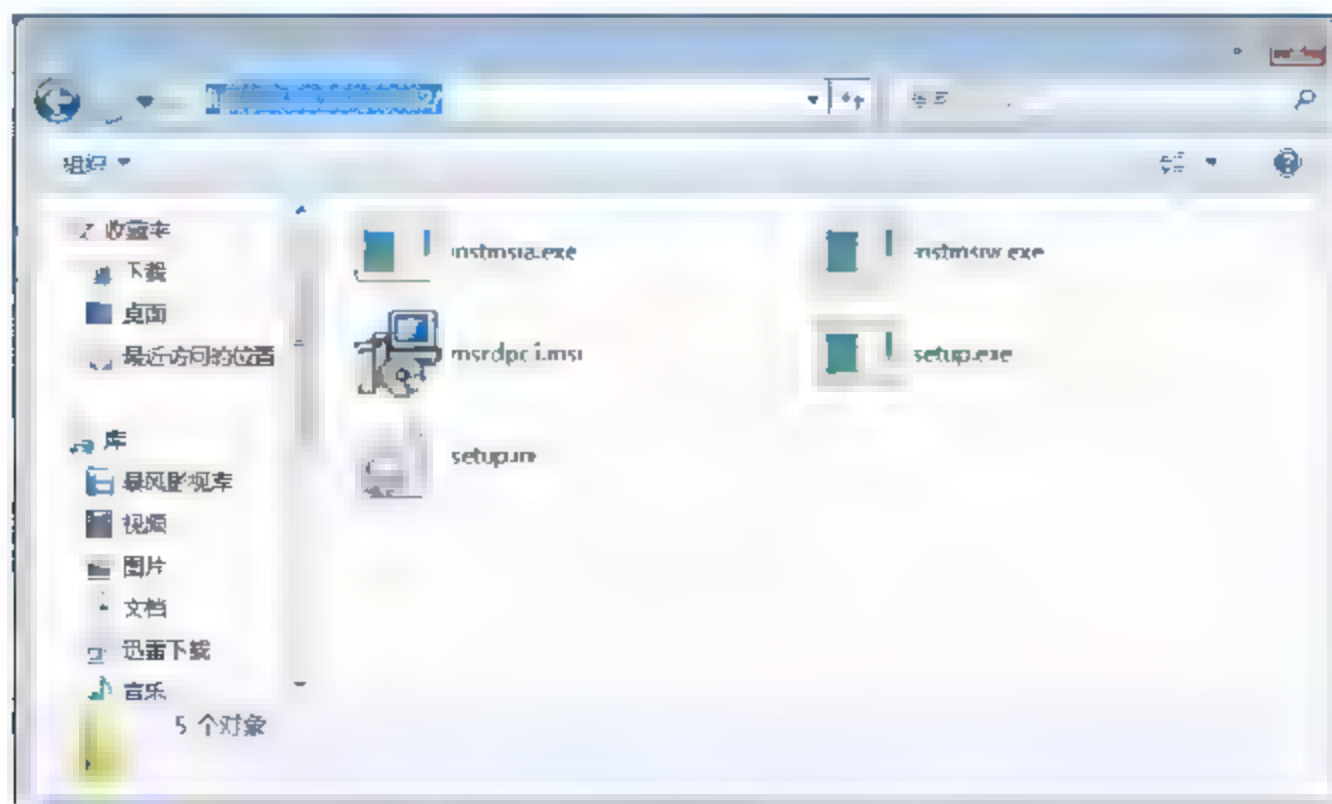 组织
收藏夹
instmsia.exe
instmsiw.exe
下载
桌面
最近访问的位置
msrdpcli.msi
setup.exe
库
setup.ini
暴风影视库
视频
图片
文档
迅雷下载
音乐
5 个对象